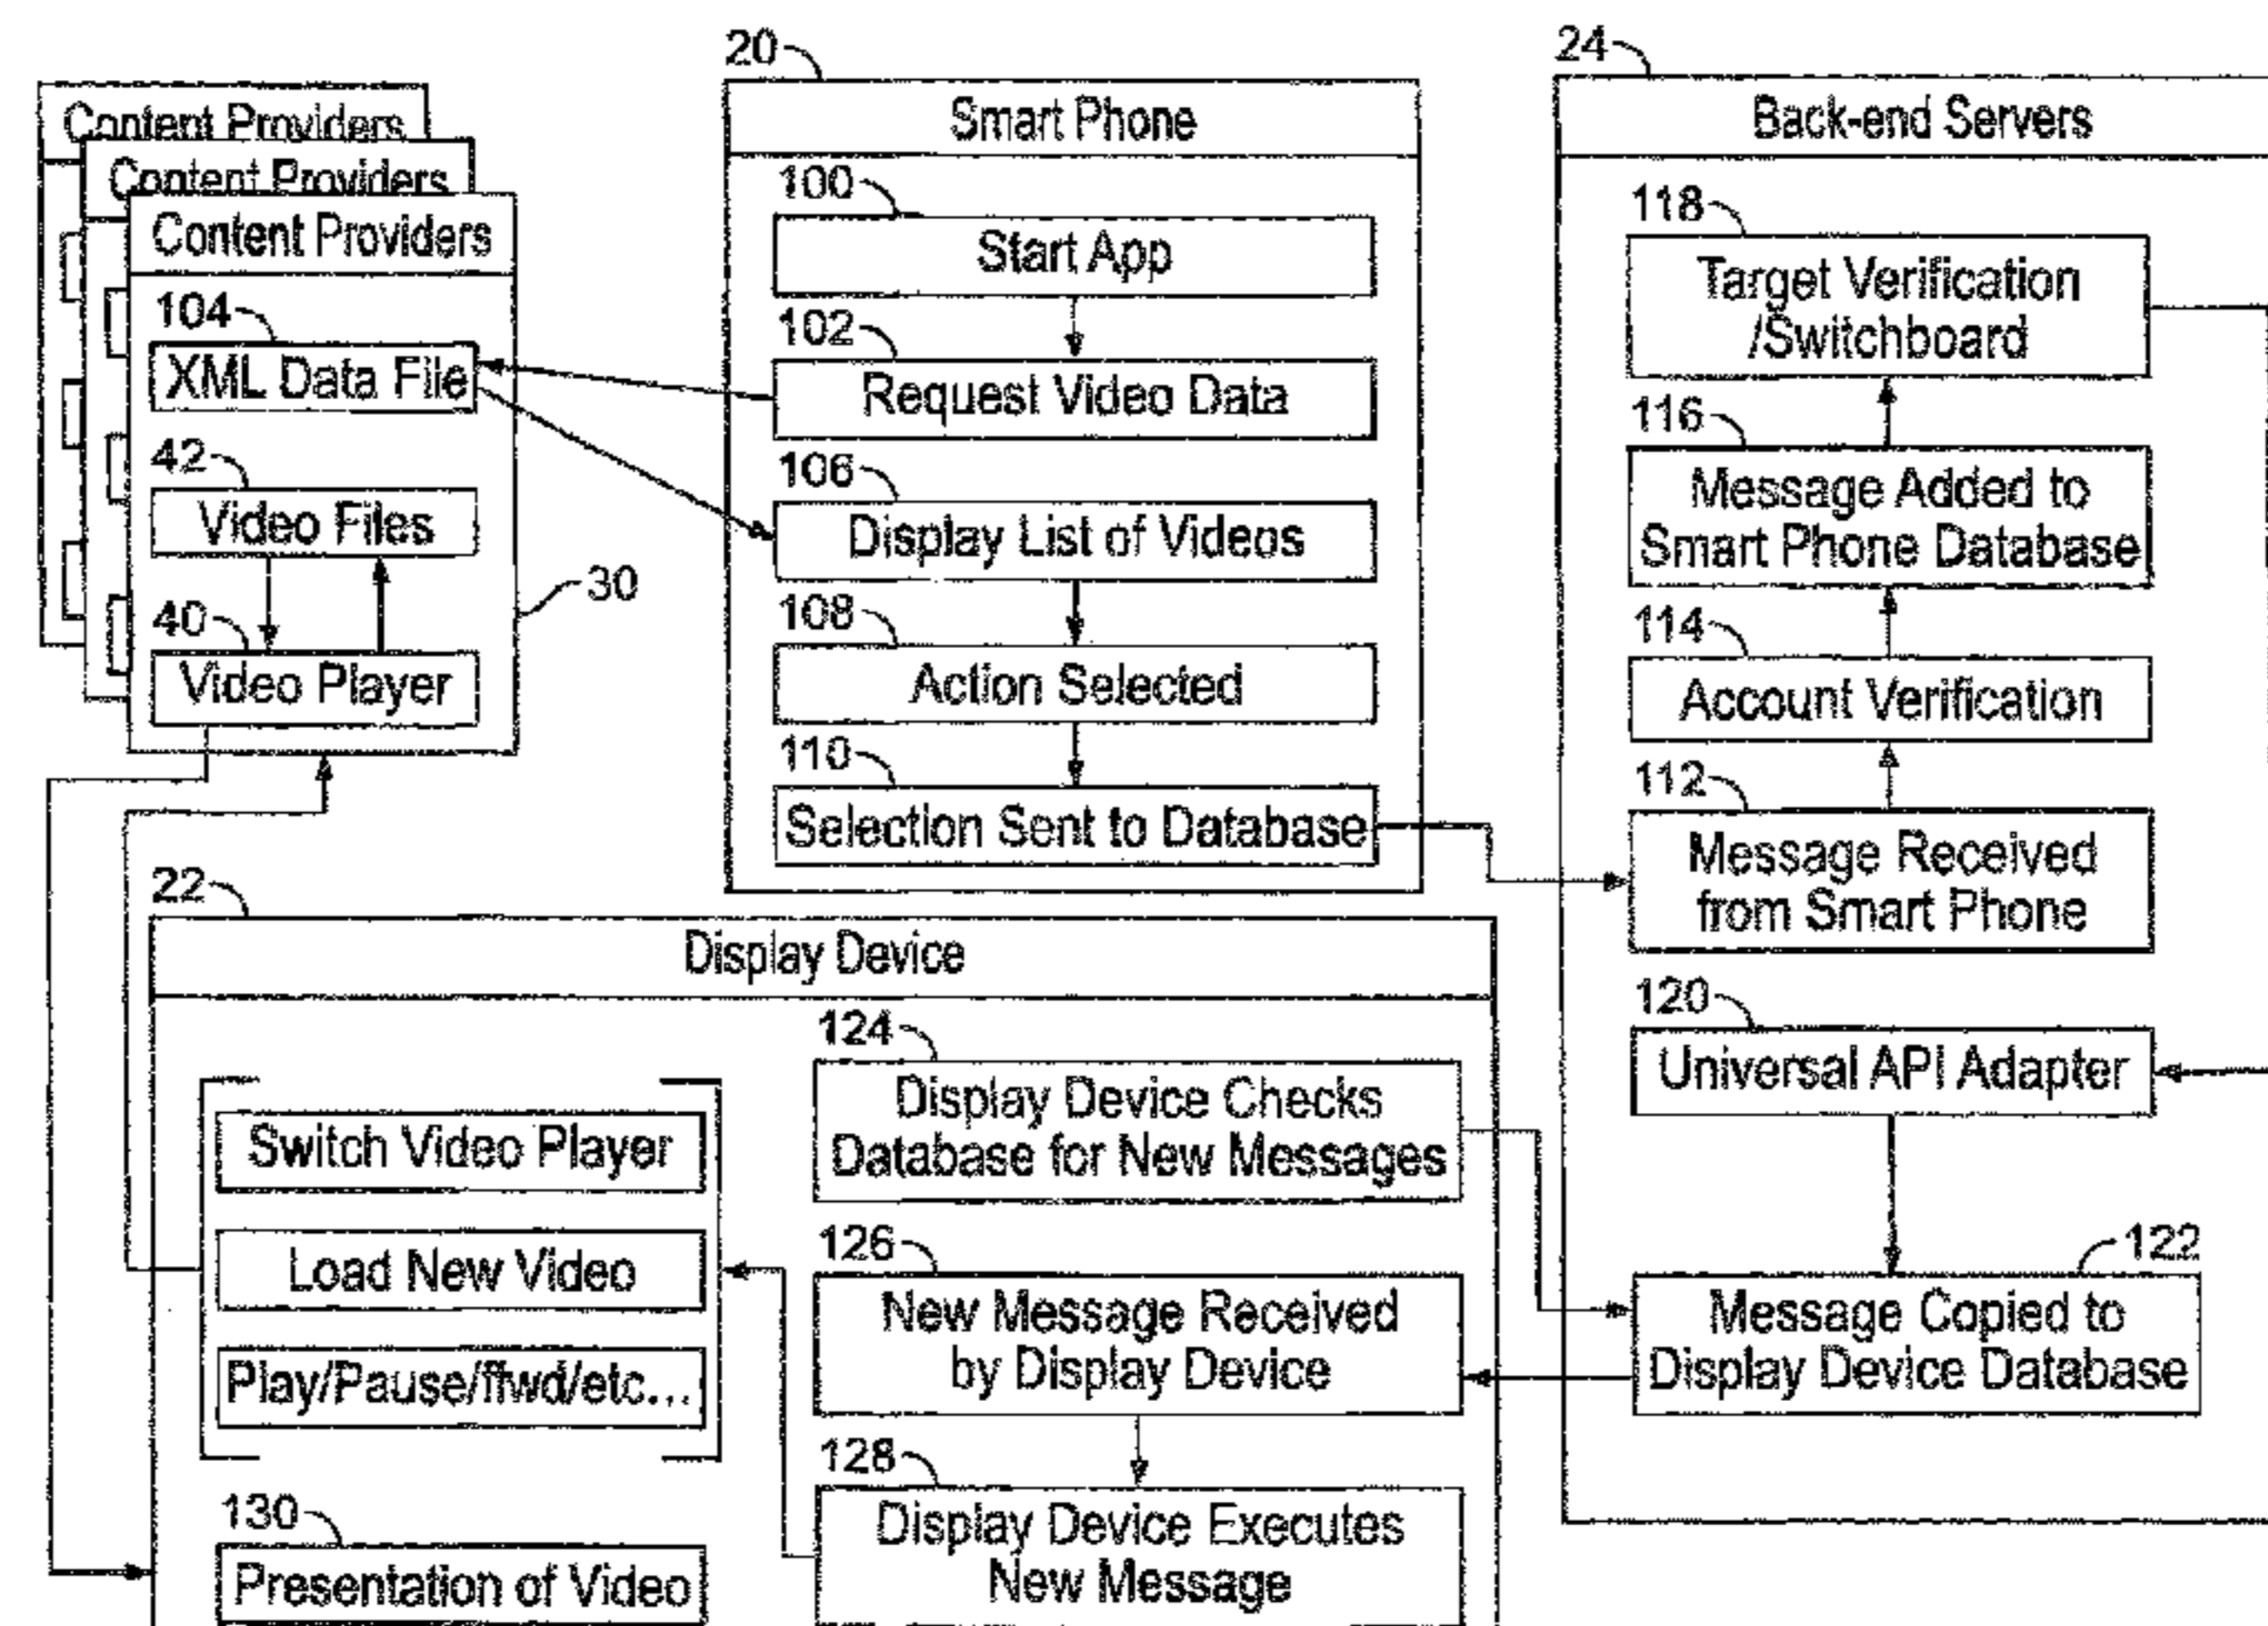 Content Providers
Content Providers
Content Providers
104
XML Data File
42
Video Files
40
Video Player
30
20
Smart Phone
100
Start App
102
Request Video Data
106
Display List of Videos
108
Action Selected
110
Selection Sent to Database
24
Back-end Servers
118
Target Verification
/Switchboard
116
Message Added to
Smart Phone Database
114
Account Verification
112
Message Received
from Smart Phone
120
Universal API Adapter
122
Message Copied to
Display Device Database
22
Display Device
124
Display Device Checks
Database for New Messages
126
New Message Received
by Display Device
128
Display Device Executes
New Message
Switch Video Player
Load New Video
Play/Pause/ffwd/etc...
130
Presentation of Video